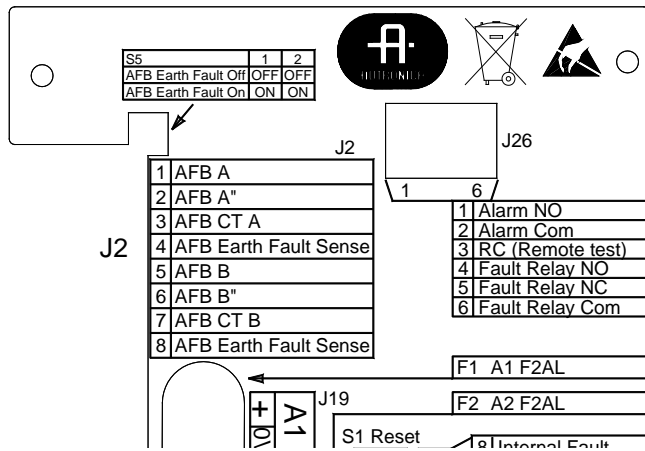 S5 1 2
AFB Earth Fault Off OFF OFF
AFB Earth Fault On ON ON
AUTRONICA
J2
J26
1 6
1 AFB A
2 AFB A"
3 AFB CT A
4 AFB Earth Fault Sense
5 AFB B
6 AFB B"
7 AFB CT B
8 AFB Earth Fault Sense
J2
1 Alarm NO
2 Alarm Com
3 RC (Remote test)
4 Fault Relay NO
5 Fault Relay NC
6 Fault Relay Com
F1 A1 F2AL
F2 A2 F2AL
J19
A1
+
S1 Reset
8 Internal Fault